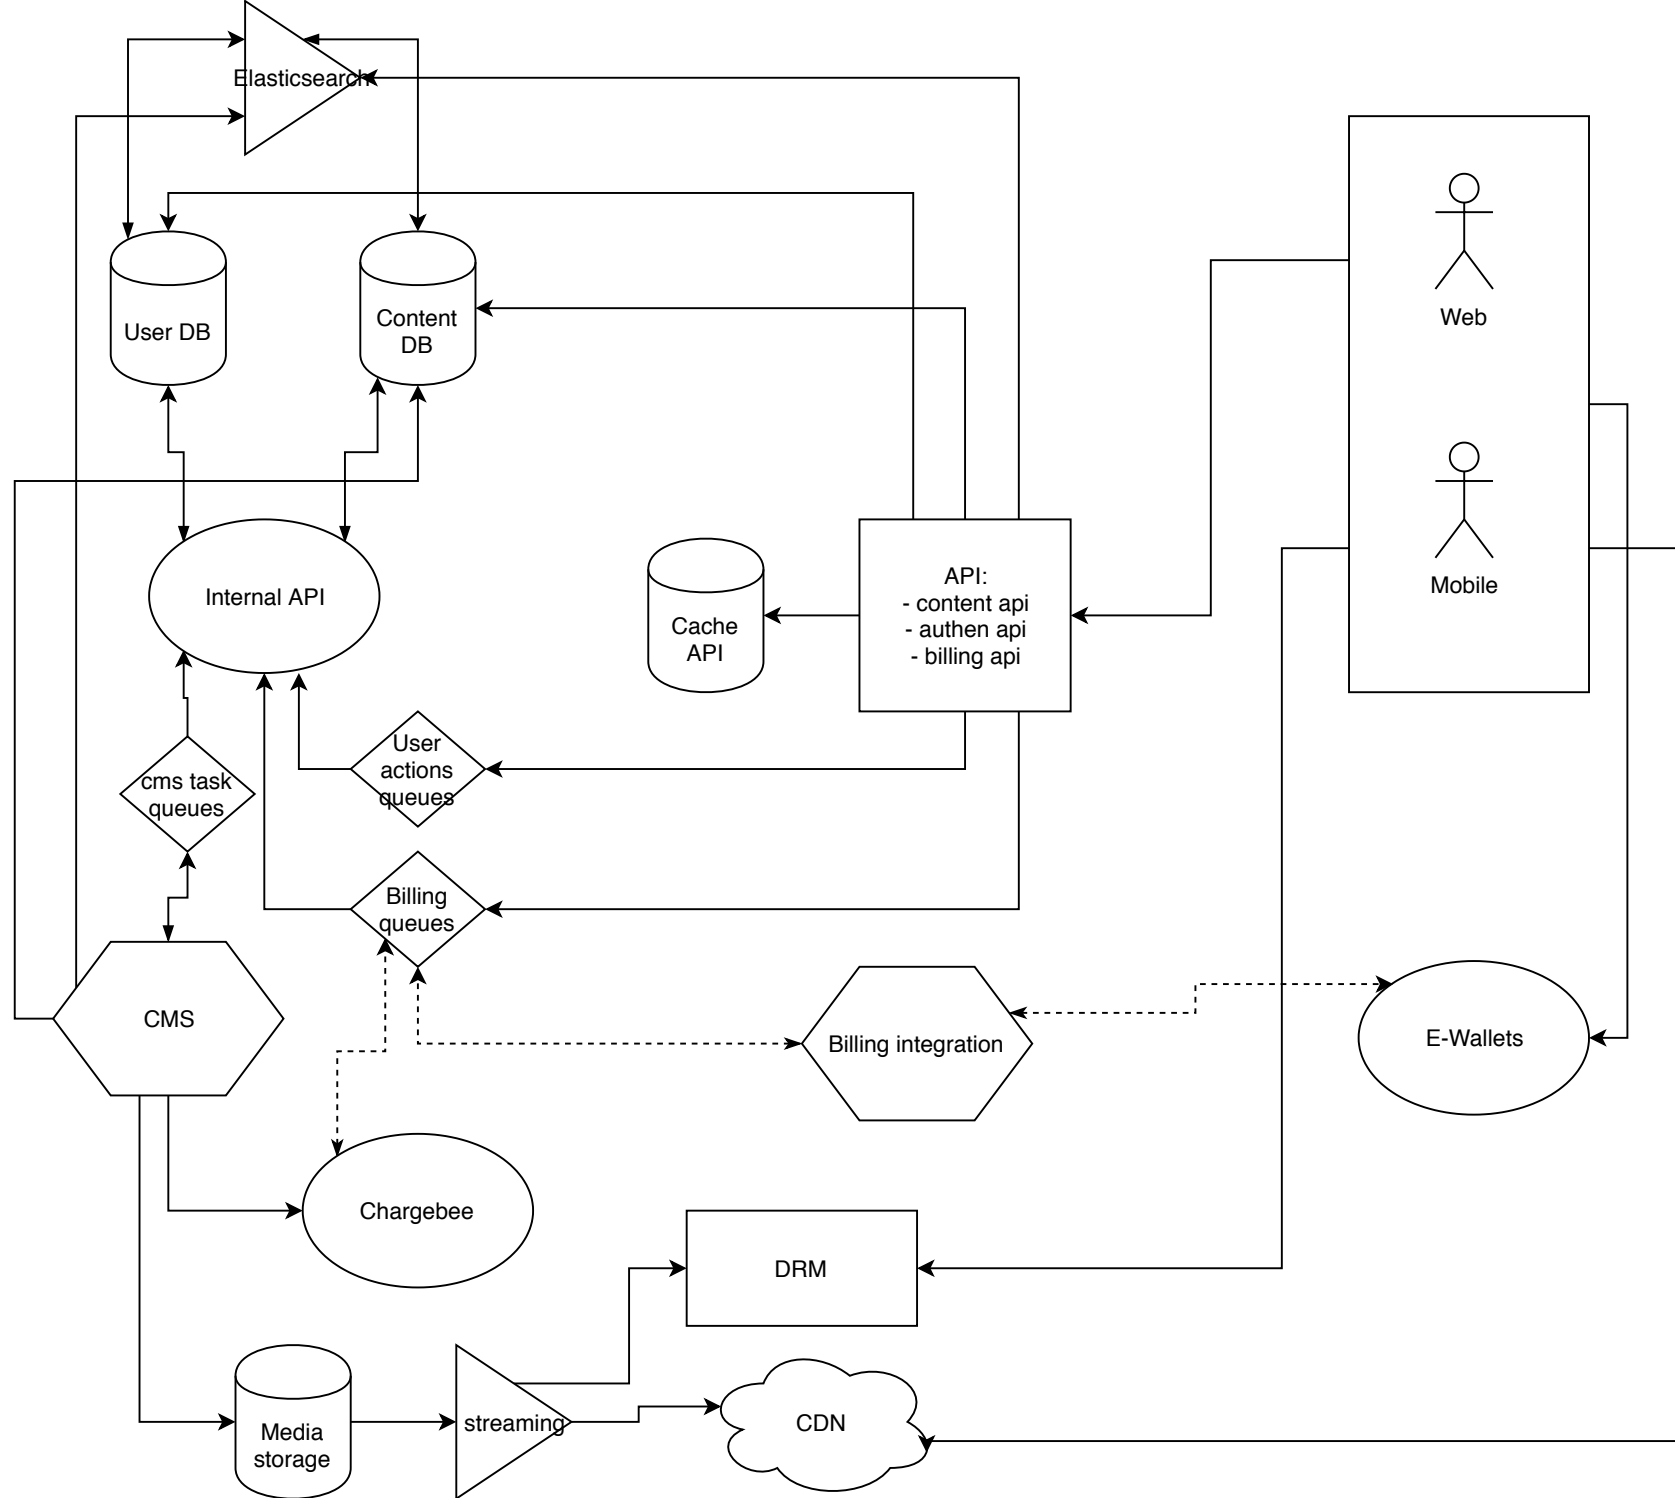 Elasticsearch
Web
User DB
Content
DB
Mobile
Internal API
Cache
API
API:
- content api
- authen api
- billing api
User
actions
queues
cms task
queues
Billing
queues
CMS
Billing integration
E-Wallets
Chargebee
DRM
Media
storage
streaming
CDN